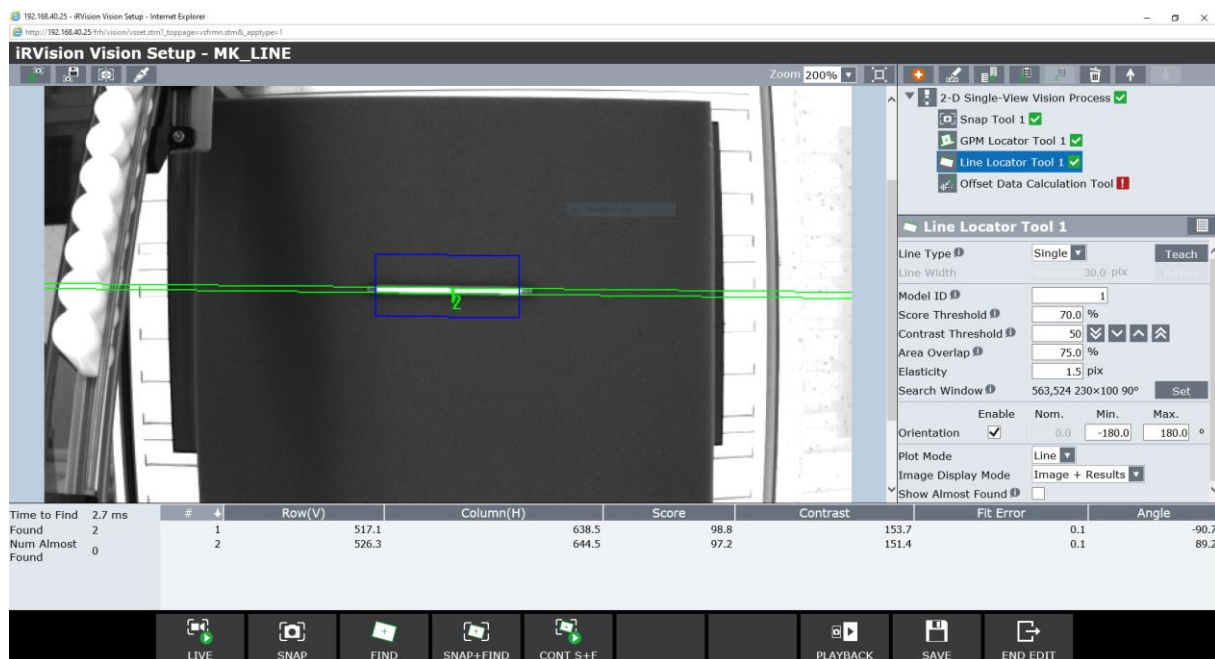 192.168.40.25 - iRVision Vision Setup - Internet Explorer
http://192.168.40.25/frh/vision/vsset.stm?_toppage=vsfrmn.stm&_apptype=1
iRVision Vision Setup - MK_LINE
Zoom 200%
2-D Single-View Vision Process
Snap Tool 1
GPM Locator Tool 1
Line Locator Tool 1
Offset Data Calculation Tool
Line Locator Tool 1
Line Type Single Teach
Line Width 30.0 pix Adjust
Model ID 1
Score Threshold 70.0 %
Contrast Threshold 50
Area Overlap 75.0 %
Elasticity 1.5 pix
Search Window 563,524 230×100 90° Set
Enable Nom. Min. Max.
Orientation 0.0 -180.0 180.0 °
Plot Mode Line
Image Display Mode Image + Results
Show Almost Found
2
Time to Find 2.7 ms
Found 2
Num Almost Found 0
# Row(V) Column(H) Score Contrast Fit Error Angle
1 517.1 638.5 98.8 153.7 0.1 -90.7
2 526.3 644.5 97.2 151.4 0.1 89.2
LIVE SNAP FIND SNAP+FIND CONT S+F PLAYBACK SAVE END EDIT